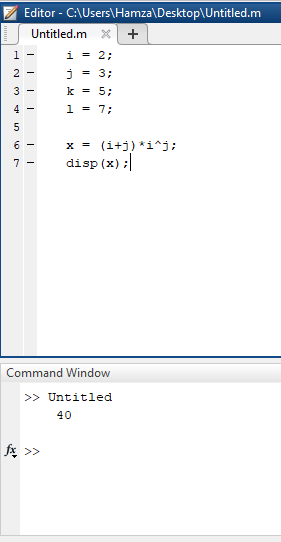 Editor - C:\Users\Hamza\Desktop\Untitled.m
Untitled.m × +
1 - i = 2;
2 - j = 3;
3 - k = 5;
4 - l = 7;
5
6 - x = (i+j)*i^j;
7 - disp(x);
Command Window
>> Untitled
40
fx >>